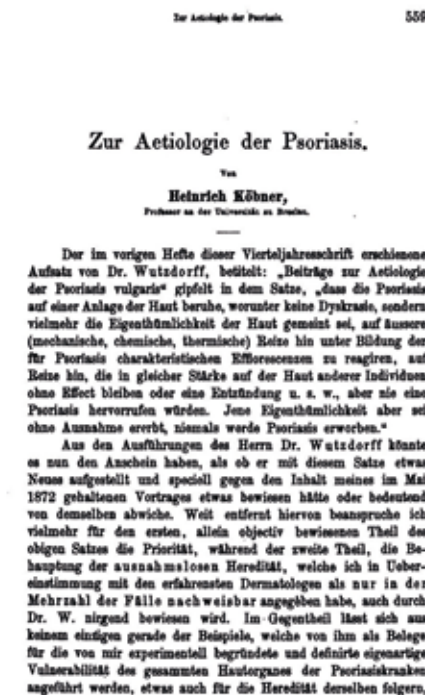 Zur Aetiologie der Psoriasis.
559
Zur Aetiologie der Psoriasis.
Von
Heinrich Köbner,
Professor an der Universität zu Breslau.
Der im vorigen Hefte dieser Vierteljahresschrift erschienene
Aufsatz von Dr. Wutzdorff, betitelt: „Beiträge zur Aetiologie
der Psoriasis vulgaris“ gipfelt in dem Satze, „dass die Psoriasis
auf einer Anlage der Haut beruhe, worunter keine Dyskrasie, sondern
vielmehr die Eigenthümlichkeit der Haut gemeint sei, auf äussere
(mechanische, chemische, thermische) Reize hin unter Bildung der
für Psoriasis charakteristischen Efflorescenzen zu reagiren, auf
Reize hin, die in gleicher Stärke auf der Haut anderer Individuen
ohne Effect bleiben oder eine Entzündung u. s. w., aber nie eine
Psoriasis hervorrufen würden. Jene Eigenthümlichkeit aber sei
ohne Ausnahme ererbt, niemals werde Psoriasis erworben.“
Aus den Ausführungen des Herrn Dr. Wutzdorff könnte
es nun den Anschein haben, als ob er mit diesem Satze etwas
Neues aufgestellt und speciell gegen den Inhalt meines im Mai
1872 gehaltenen Vortrages etwas bewiesen hätte oder bedeutend
von demselben abwiche. Weit entfernt hiervon beanspruche ich
vielmehr für den ersten, allein objectiv bewiesenen Theil des
obigen Satzes die Priorität, während der zweite Theil, die Be-
hauptung der ausnahmslosen Heredität, welche ich in Ueber-
einstimmung mit den erfahrensten Dermatologen als nur in der
Mehrzahl der Fälle nachweisbar angegeben habe, auch durch
Dr. W. nirgend bewiesen wird. Im Gegentheil lässt sich aus
keinem einzigen gerade der Beispiele, welche von ihm als Belege
für die von mir experimentell begründete und definirte eigenartige
Vulnerabilität des gesammten Hautorganes der Psoriasiskranken
angeführt werden, etwas auch für die Heredität derselben folgern.